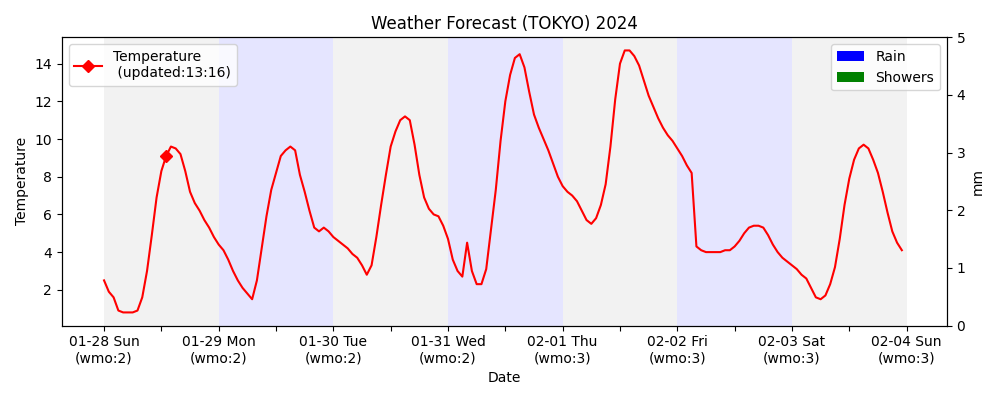 Weather Forecast (TOKYO) 2024
Temperature
(updated:13:16)
Rain
Showers
Temperature
14
12
10
8
6
4
2
5
4
3
2
1
0
mm
01-28 Sun
(wmo:2)
01-29 Mon
(wmo:2)
01-30 Tue
(wmo:2)
01-31 Wed
(wmo:2)
02-01 Thu
(wmo:3)
02-02 Fri
(wmo:3)
02-03 Sat
(wmo:3)
02-04 Sun
(wmo:3)
Date